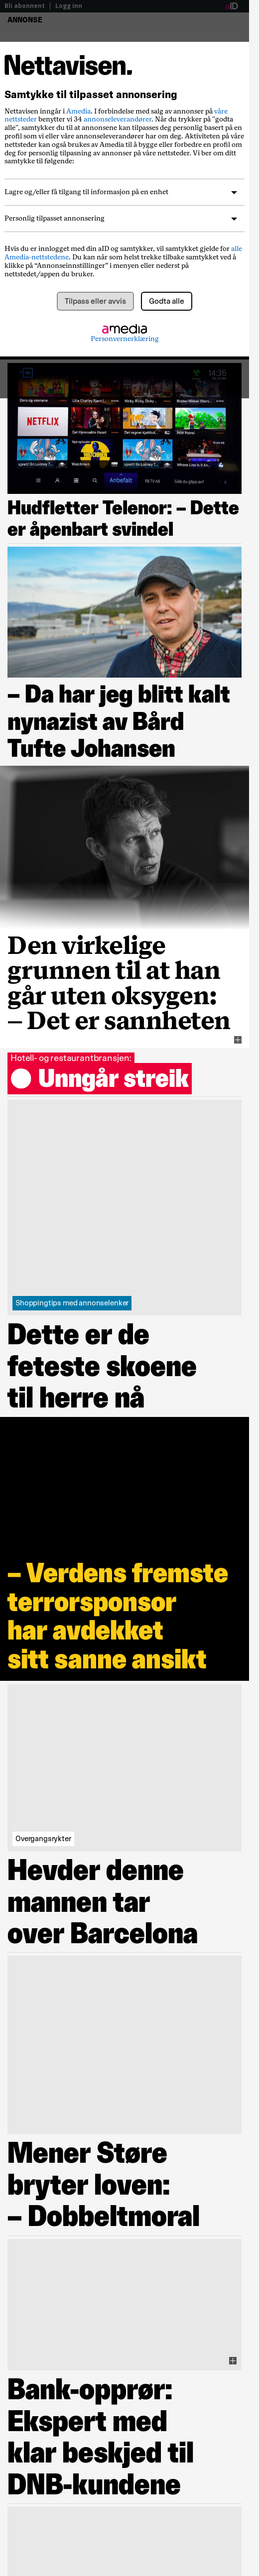 Bli abonnent | Logg inn
aID
ANNONSE
Nettavisen.
Samtykke til tilpasset annonsering
Nettavisen inngår i Amedia. I forbindelse med salg av annonser på våre
nettsteder benytter vi 34 annonseleverandører. Når du trykker på "godta
alle", samtykker du til at annonsene kan tilpasses deg personlig basert på en
profil som vi eller våre annonseleverandører har om deg. Aktiviteten på våre
nettsteder kan også brukes av Amedia til å bygge eller forbedre en profil om
deg for personlig tilpasning av annonser på våre nettsteder. Vi ber om ditt
samtykke til følgende:
Lagre og/eller få tilgang til informasjon på en enhet
Personlig tilpasset annonsering
Hvis du er innlogget med din aID og samtykker, vil samtykket gjelde for alle
Amedia-nettstedene. Du kan når som helst trekke tilbake samtykket ved å
klikke på “Annonseinnstillinger” i menyen eller nederst på
nettstedet/appen du bruker.
Tilpass eller avvis
Godta alle
amedia
Personvernerklæring
14:36
NETFLIX
Anbefalt
Hudfletter Telenor: – Dette
er åpenbart svindel
– Da har jeg blitt kalt
nynazist av Bård
Tufte Johansen
Den virkelige
grunnen til at han
går uten oksygen:
– Det er sannheten
Hotell- og restaurantbransjen:
Unngår streik
Shoppingtips med annonselenker
Dette er de
feteste skoene
til herre nå
– Verdens fremste
terrorsponsor
har avdekket
sitt sanne ansikt
Overgangsrykter
Hevder denne
mannen tar
over Barcelona
Mener Støre
bryter loven:
– Dobbeltmoral
Bank-opprør:
Ekspert med
klar beskjed til
DNB-kundene